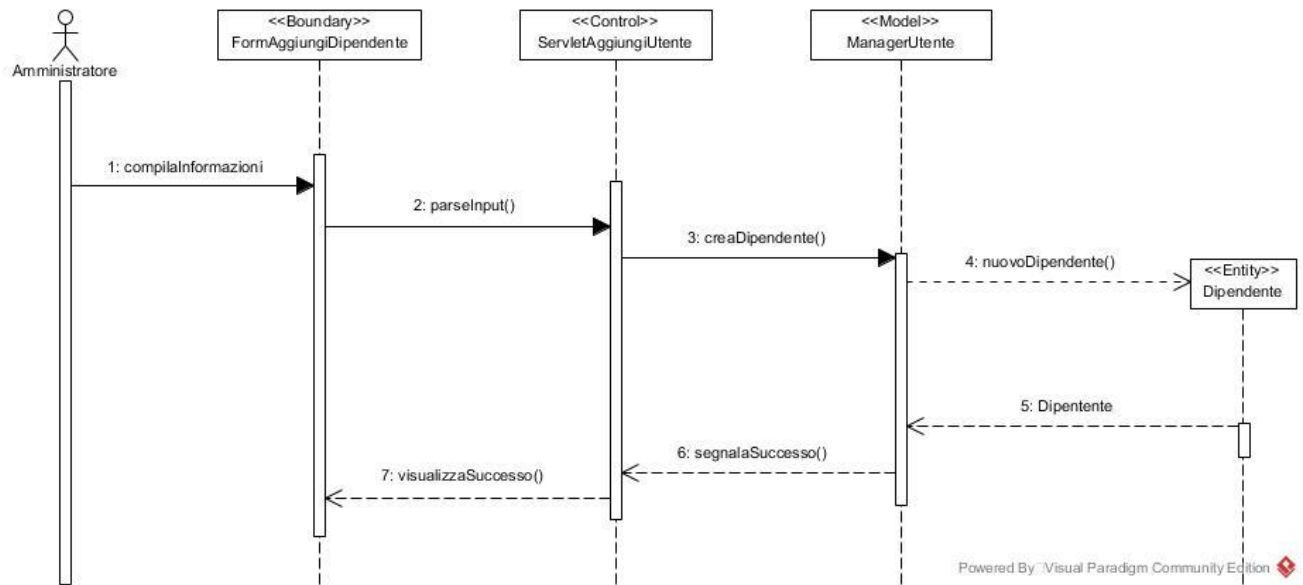 <<Boundary>>
FormAggiungiDipendente
<<Control>>
ServletAggiungiUtente
<<Model>>
ManagerUtente
Amministratore
1: compilaInformazioni
2: parseInput()
3: creaDipendente()
4: nuovoDipendente()
<<Entity>>
Dipendente
5: Dipentente
6: segnalaSuccesso()
7: visualizzaSuccesso()
Powered By Visual Paradigm Community Edition